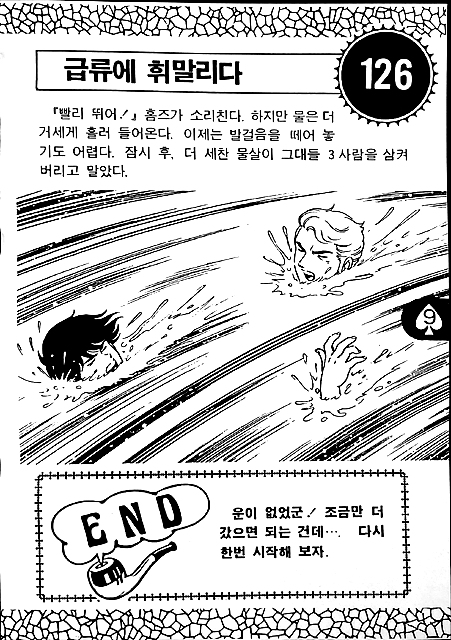 급류에 휘말리다
126
『빨리 뛰어!』 홈즈가 소리친다. 하지만 물은 더
거세게 흘러 들어온다. 이제는 발걸음을 떼어 놓
기도 어렵다. 잠시 후, 더 세찬 물살이 그대들 3사람을 삼켜
버리고 말았다.
9
END
운이 없었군! 조금만 더
갔으면 되는 건데…. 다시
한번 시작해 보자.